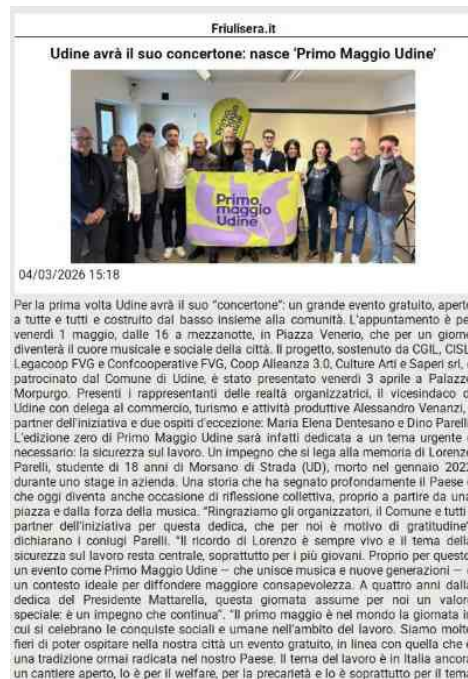 Friulisera.it
Udine avrà il suo concertone: nasce 'Primo Maggio Udine'
Primo
maggio
Udine
04/03/2026 15:18
Per la prima volta Udine avrà il suo "concertone": un grande evento gratuito, aperto
a tutte e tutti e costruito dal basso insieme alla comunità. L'appuntamento è per
venerdì 1 maggio, dalle 16 a mezzanotte, in Piazza Venerio, che per un giorno
diventerà il cuore musicale e sociale della città. Il progetto, sostenuto da CGIL, CISL
Legacoop FVG e Confcooperative FVG, Coop Alleanza 3.0, Culture Arti e Saperi srl,
patrocinato dal Comune di Udine, è stato presentato venerdì 3 aprile a Palazzo
Morpurgo. Presenti i rappresentanti delle realtà organizzatrici, il vicesindaco di
Udine con delega al commercio, turismo e attività produttive Alessandro Venanzi,
partner dell'iniziativa e due ospiti d'eccezione: Maria Elena Dentesano e Dino Parelli
L'edizione zero di Primo Maggio Udine sarà infatti dedicata a un tema urgente
necessario: la sicurezza sul lavoro. Un impegno che si lega alla memoria di Lorenzo
Parelli, studente di 18 anni di Morsano di Strada (UD), morto nel gennaio 2022
durante uno stage in azienda. Una storia che ha segnato profondamente il Paese
che oggi diventa anche occasione di riflessione collettiva, proprio a partire da una
piazza e dalla forza della musica. "Ringraziamo gli organizzatori, il Comune e tutti i
partner dell'iniziativa per questa dedica, che per noi è motivo di gratitudine"
dichiarano i coniugi Parelli. "Il ricordo di Lorenzo è sempre vivo e il tema della
sicurezza sul lavoro resta centrale, soprattutto per i più giovani. Proprio per questo
un evento come Primo Maggio Udine – che unisce musica e nuove generazioni –
un contesto ideale per diffondere maggiore consapevolezza. A quattro anni dalla
dedica del Presidente Mattarella, questa giornata assume per noi un valore
speciale: è un impegno che continua". "Il primo maggio è nel mondo la giornata in
cui si celebrano le conquiste sociali e umane nell'ambito del lavoro. Siamo molto
fieri di poter ospitare nella nostra città un evento gratuito, in linea con quella che
una tradizione ormai radicata nel nostro Paese. Il tema del lavoro è in Italia ancora
un cantiere aperto, lo è per il welfare, per la precarietà e lo è soprattutto per il tema